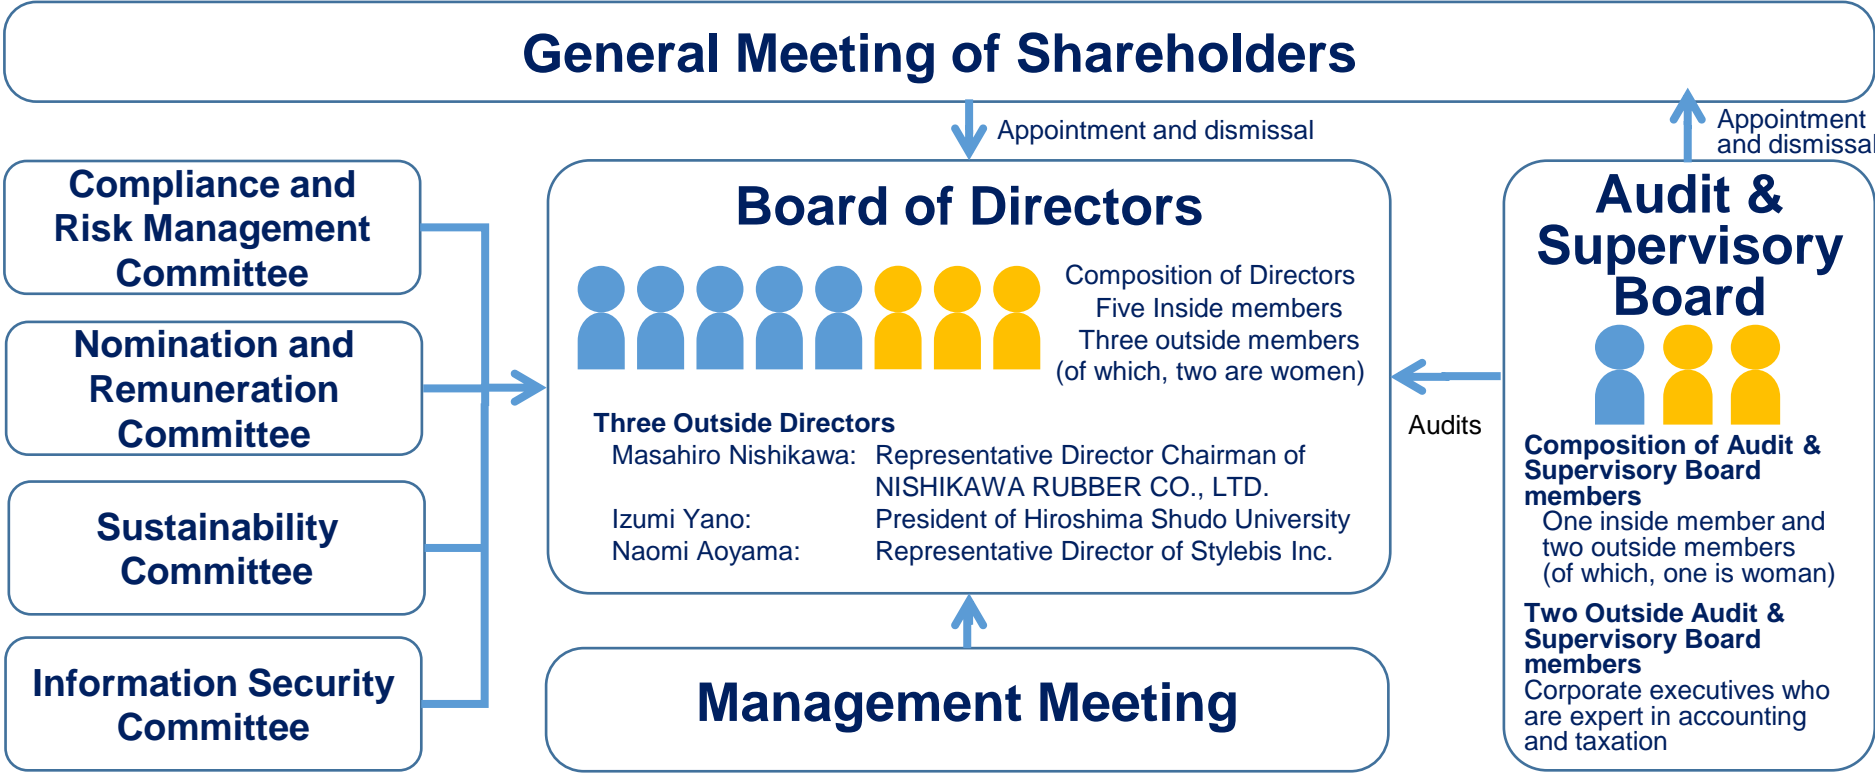 General Meeting of Shareholders
Appointment and dismissal
Appointment
and dismissal
Compliance and
Risk Management
Committee
Nomination and
Remuneration
Committee
Sustainability
Committee
Information Security
Committee
Board of Directors
Composition of Directors
Five Inside members
Three outside members
(of which, two are women)
Three Outside Directors
Masahiro Nishikawa: Representative Director Chairman of
NISHIKAWA RUBBER CO., LTD.
Izumi Yano: President of Hiroshima Shudo University
Naomi Aoyama: Representative Director of Stylebis Inc.
Management Meeting
Audits
Audit &
Supervisory
Board
Composition of Audit &
Supervisory Board
members
One inside member and
two outside members
(of which, one is woman)
Two Outside Audit &
Supervisory Board
members
Corporate executives who
are expert in accounting
and taxation